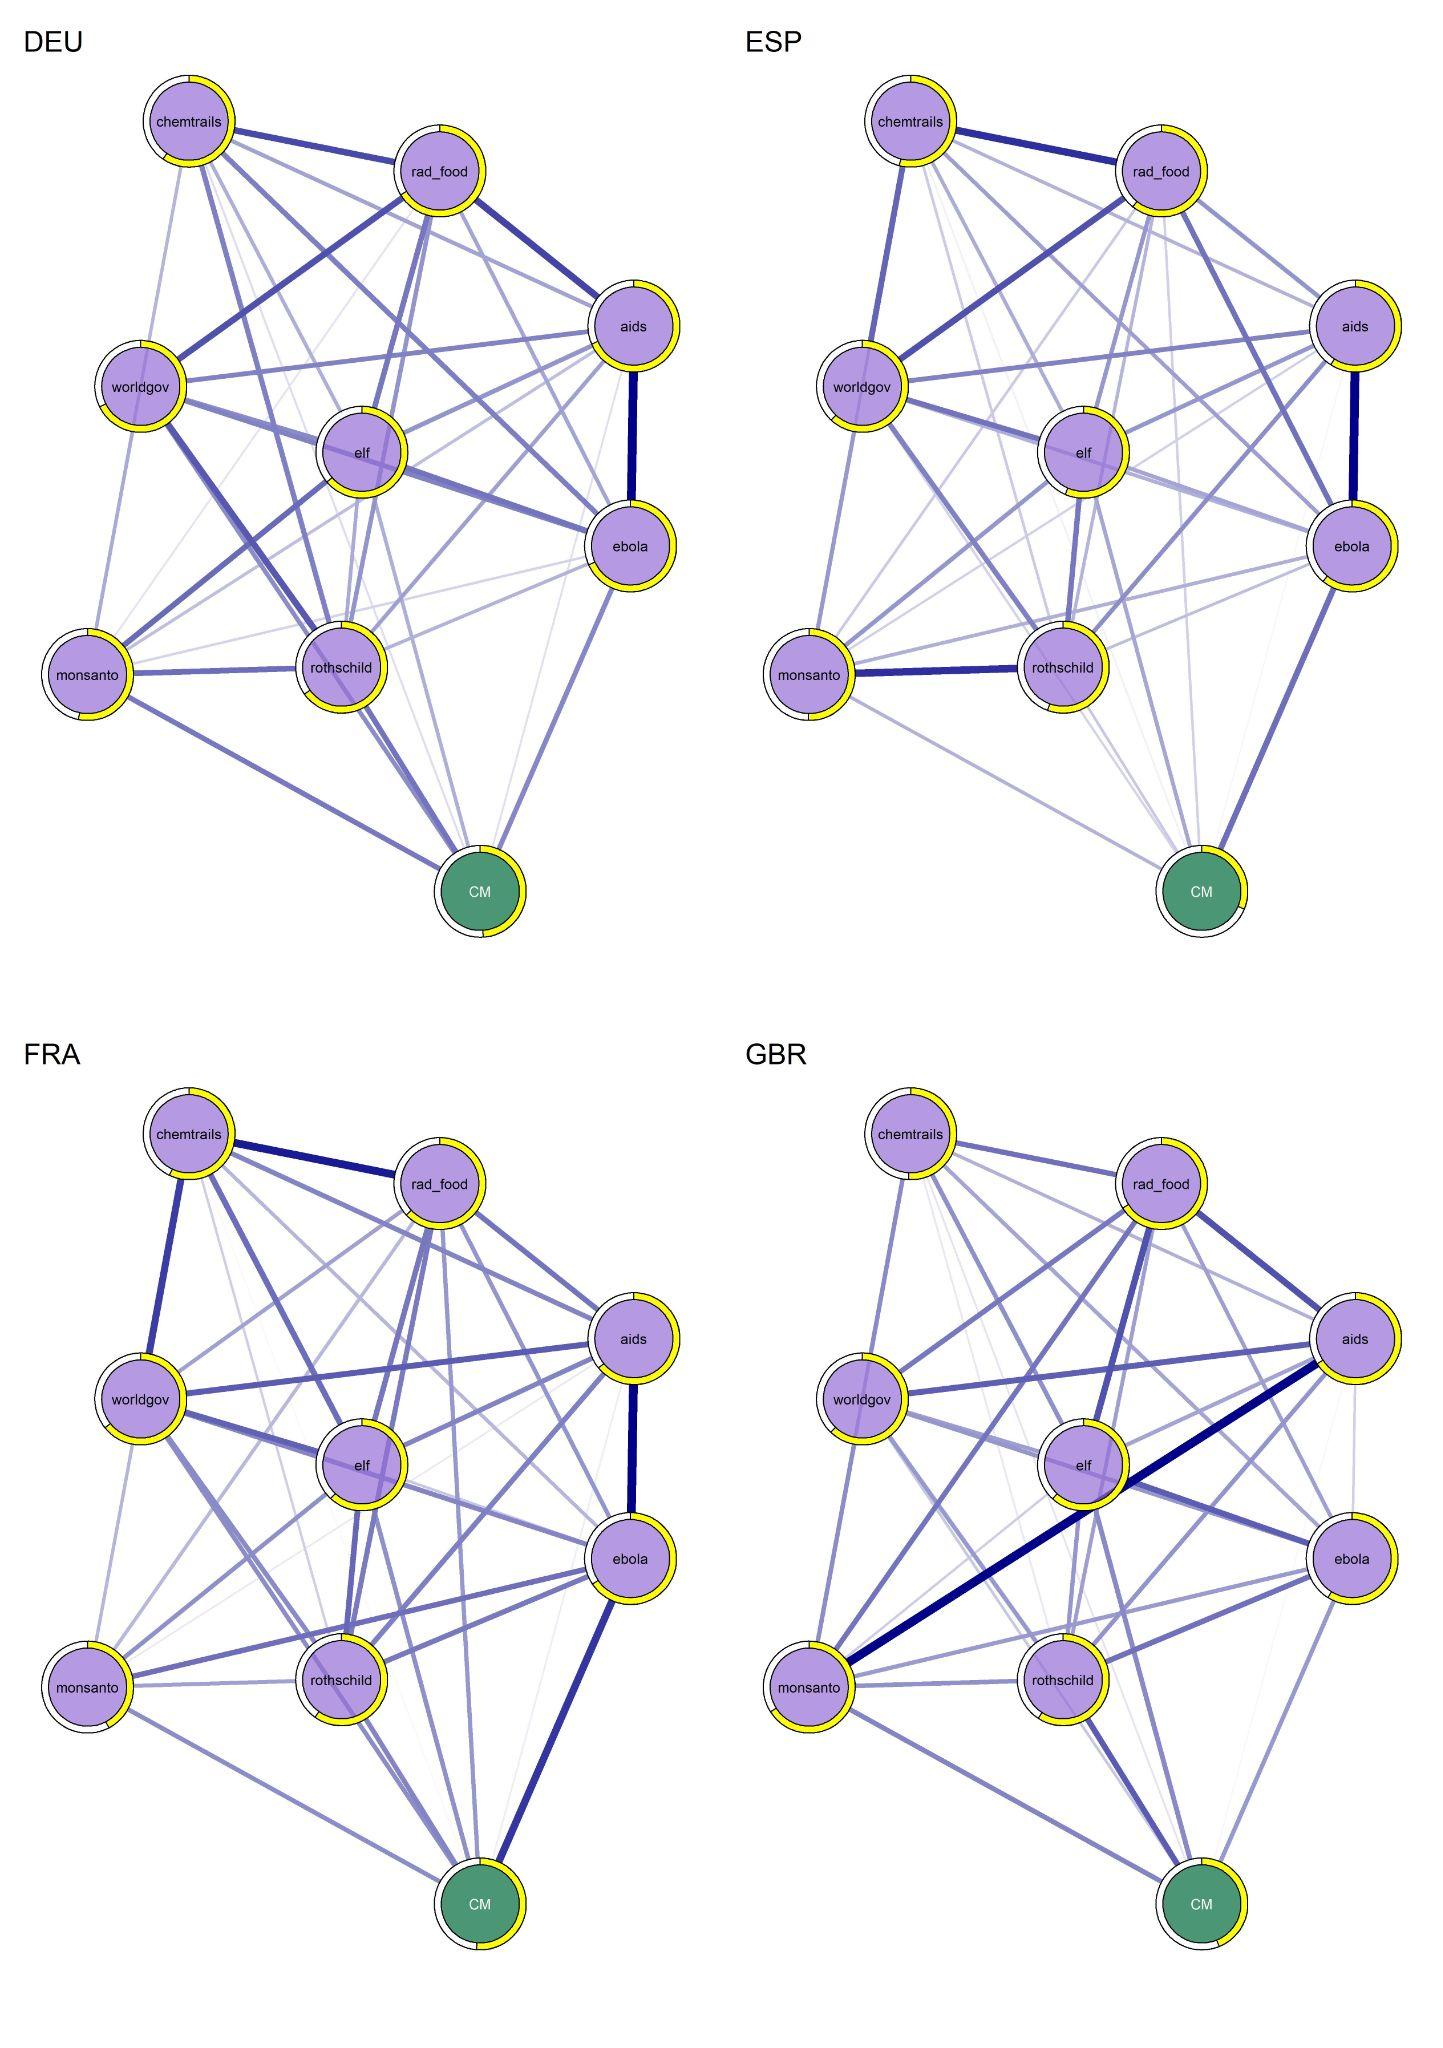 DEU
chemtrails
rad_food
aids
worldgov
elf
ebola
monsanto
rothschild
CM
ESP
chemtrails
rad_food
aids
worldgov
elf
ebola
monsanto
rothschild
CM
FRA
chemtrails
rad_food
aids
worldgov
elf
ebola
monsanto
rothschild
CM
GBR
chemtrails
rad_food
aids
worldgov
elf
ebola
monsanto
rothschild
CM